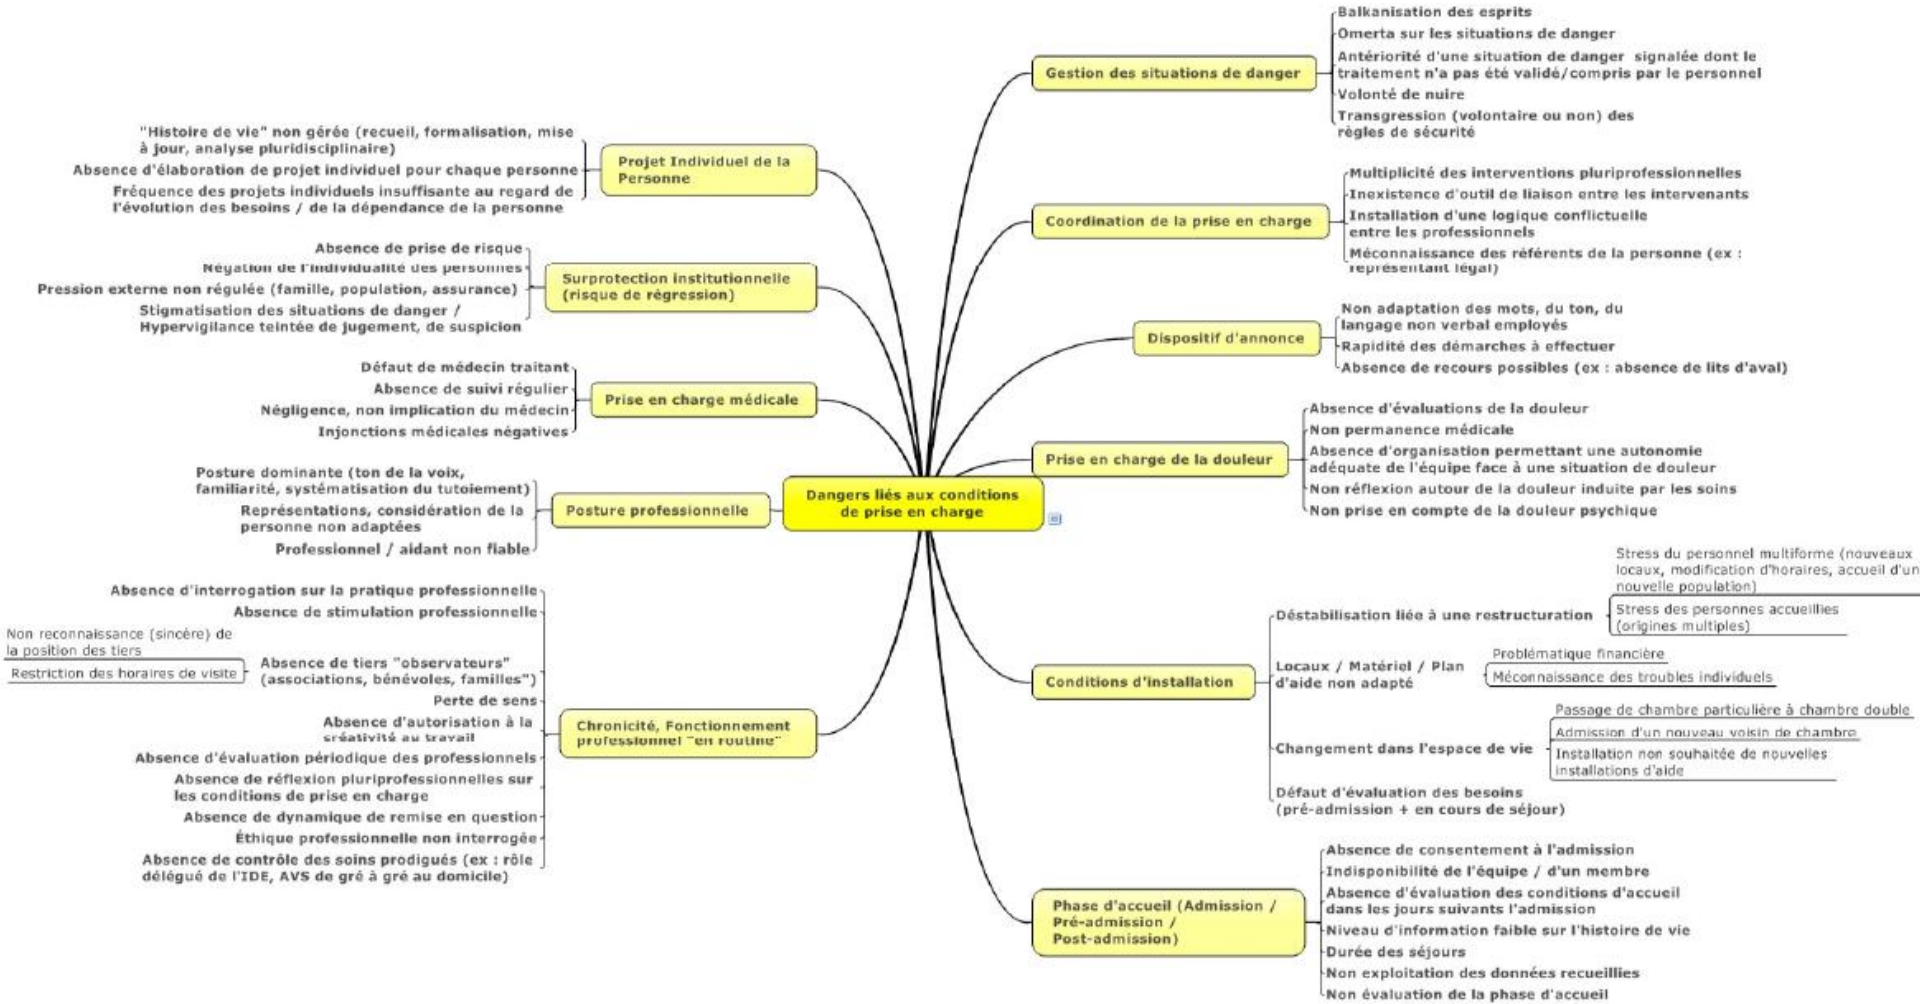 Dangers liés aux conditions
de prise en charge
Projet Individuel de la
Personne
"Histoire de vie" non gérée (recueil, formalisation, mise
à jour, analyse pluridisciplinaire)
Absence d'élaboration de projet individuel pour chaque personne
Fréquence des projets individuels insuffisante au regard de
l'évolution des besoins / de la dépendance de la personne
Surprotection institutionnelle
(risque de régression)
Absence de prise de risque
Négation de l'individualité des personnes
Pression externe non régulée (famille, population, assurance)
Stigmatisation des situations de danger /
Hypervigilance teintée de jugement, de suspicion
Prise en charge médicale
Défaut de médecin traitant
Absence de suivi régulier
Négligence, non implication du médecin
Injonctions médicales négatives
Posture professionnelle
Posture dominante (ton de la voix,
familiarité, systématisation du tutoiement)
Représentations, considération de la
personne non adaptées
Professionnel / aidant non fiable
Chronicité, Fonctionnement
professionnel "en routine"
Absence d'interrogation sur la pratique professionnelle
Absence de stimulation professionnelle
Absence de tiers "observateurs"
(associations, bénévoles, familles")
Non reconnaissance (sincère) de
la position des tiers
Restriction des horaires de visite
Perte de sens
Absence d'autorisation à la
créativité au travail
Absence d'évaluation périodique des professionnels
Absence de réflexion pluriprofessionnelles sur
les conditions de prise en charge
Absence de dynamique de remise en question
Éthique professionnelle non interrogée
Absence de contrôle des soins prodigués (ex : rôle
délégué de l'IDE, AVS de gré à gré au domicile)
Gestion des situations de danger
Balkanisation des esprits
Omerta sur les situations de danger
Antériorité d'une situation de danger signalée dont le
traitement n'a pas été validé/compris par le personnel
Volonté de nuire
Transgression (volontaire ou non) des
règles de sécurité
Coordination de la prise en charge
Multiplicité des interventions pluriprofessionnelles
Inexistence d'outil de liaison entre les intervenants
Installation d'une logique conflictuelle
entre les professionnels
Méconnaissance des référents de la personne (ex :
représentant légal)
Dispositif d'annonce
Non adaptation des mots, du ton, du
langage non verbal employés
Rapidité des démarches à effectuer
Absence de recours possibles (ex : absence de lits d'aval)
Prise en charge de la douleur
Absence d'évaluations de la douleur
Non permanence médicale
Absence d'organisation permettant une autonomie
adéquate de l'équipe face à une situation de douleur
Non réflexion autour de la douleur induite par les soins
Non prise en compte de la douleur psychique
Conditions d'installation
Déstabilisation liée à une restructuration
Stress du personnel multiforme (nouveaux
locaux, modification d'horaires, accueil d'un
nouvelle population)
Stress des personnes accueillies
(origines multiples)
Locaux / Matériel / Plan
d'aide non adapté
Problématique financière
Méconnaissance des troubles individuels
Changement dans l'espace de vie
Passage de chambre particulière à chambre double
Admission d'un nouveau voisin de chambre
Installation non souhaitée de nouvelles
installations d'aide
Défaut d'évaluation des besoins
(pré-admission + en cours de séjour)
Phase d'accueil (Admission /
Pré-admission /
Post-admission)
Absence de consentement à l'admission
Indisponibilité de l'équipe / d'un membre
Absence d'évaluation des conditions d'accueil
dans les jours suivants l'admission
Niveau d'information faible sur l'histoire de vie
Durée des séjours
Non exploitation des données recueillies
Non évaluation de la phase d'accueil